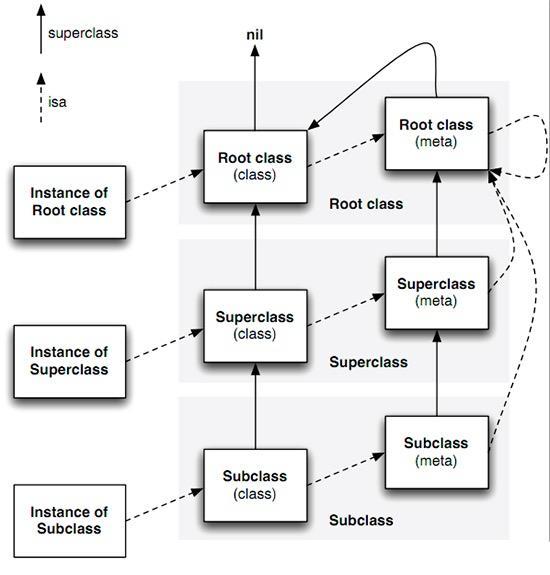 superclass
nil
isa
Root class
(meta)
Root class
(class)
Instance of
Root class
Root class
Superclass
(meta)
Superclass
(class)
Instance of
Superclass
Superclass
Subclass
(meta)
Subclass
(class)
Instance of
Subclass
Subclass